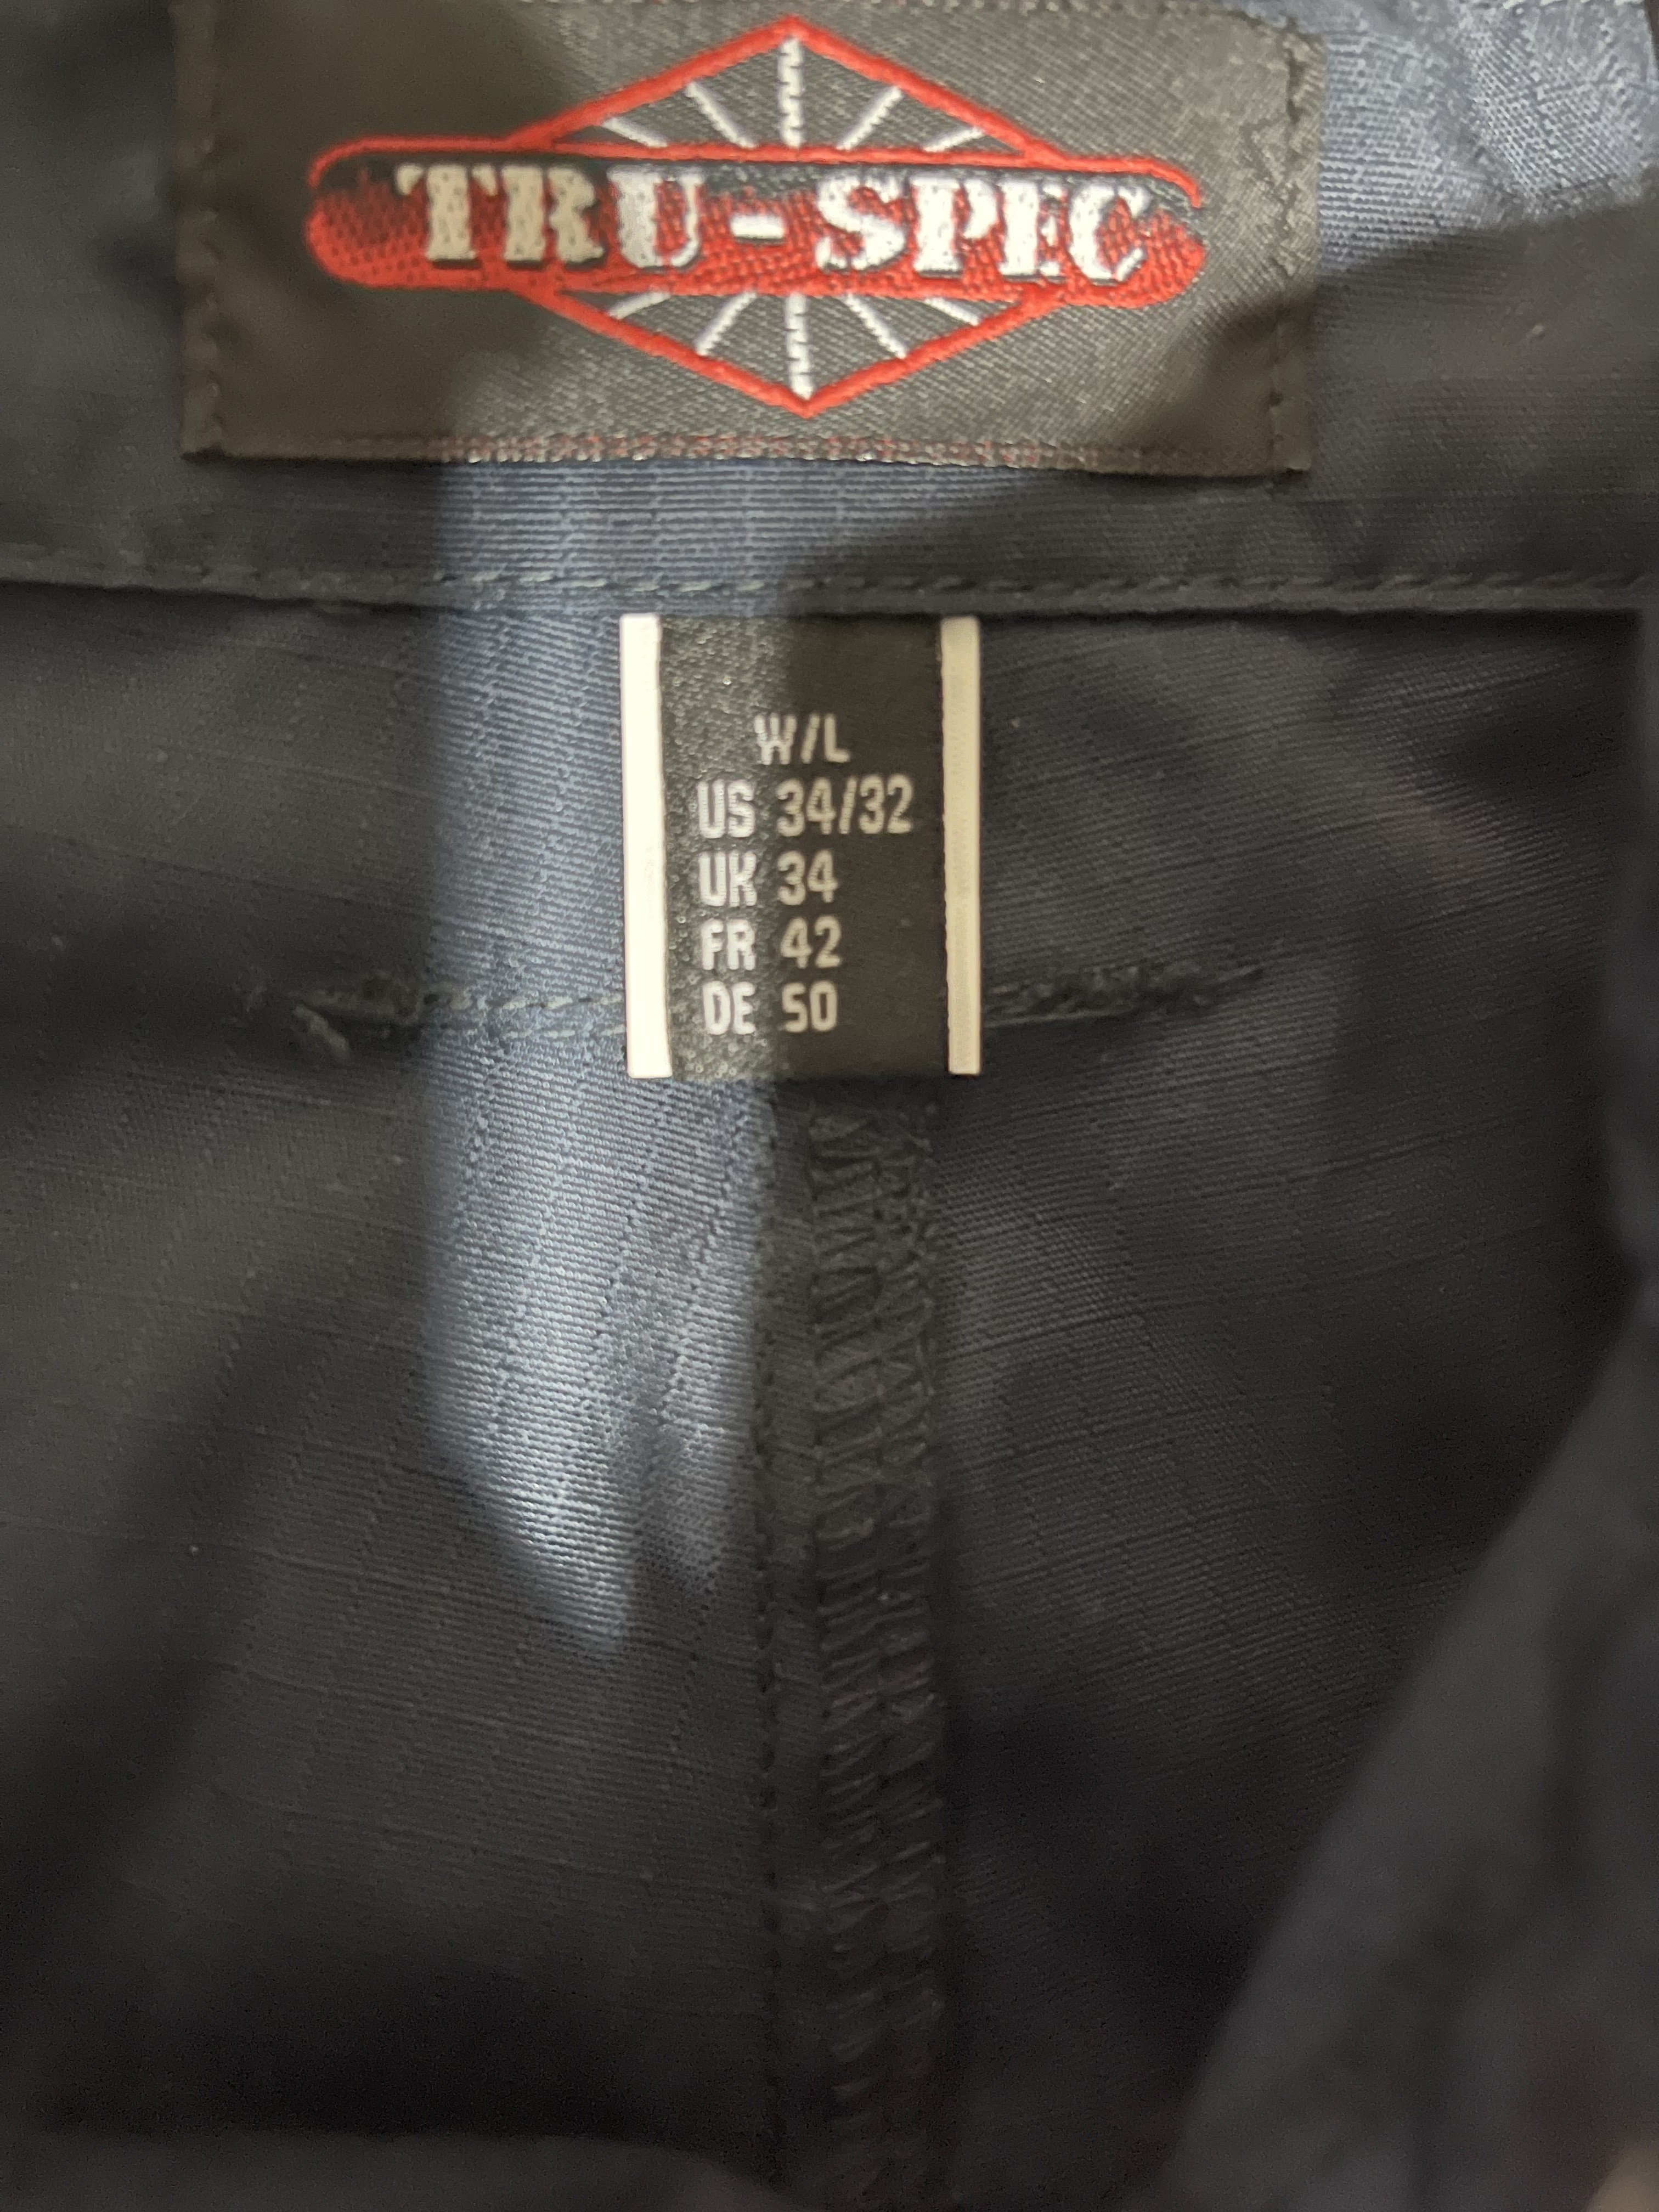 TRU-SPEC
W/L
US 34/32
UK 34
FR 42
DE 50